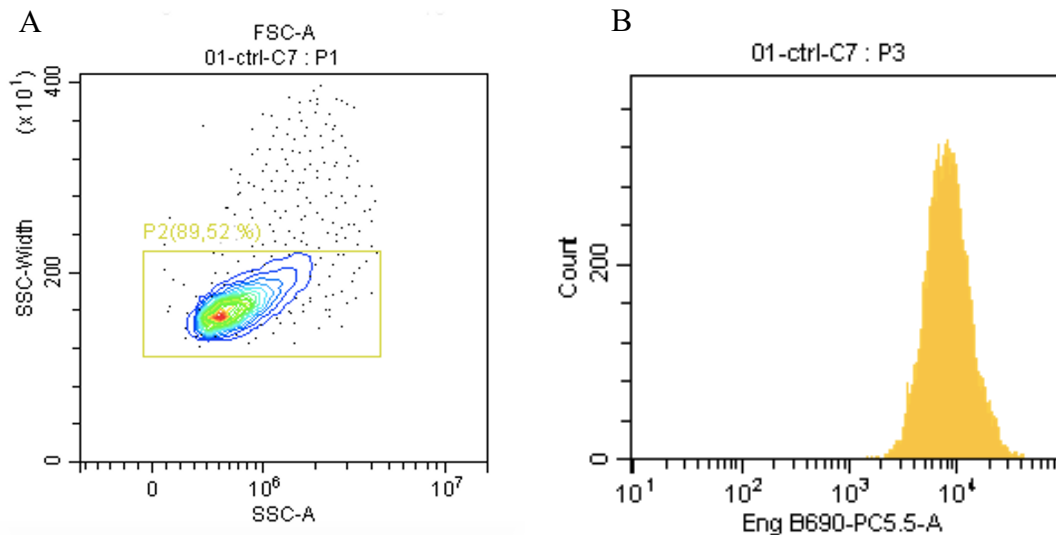 A
FSC-A
01-ctrl-C7 : P1
(x 10¹)
400
P2(89,52 %)
SSC-Width
200
0
0
10⁶
10⁷
SSC-A
B
01-ctrl-C7 : P3
Count
200
0
10¹
10²
10³
10⁴
Eng B690-PC5.5-A